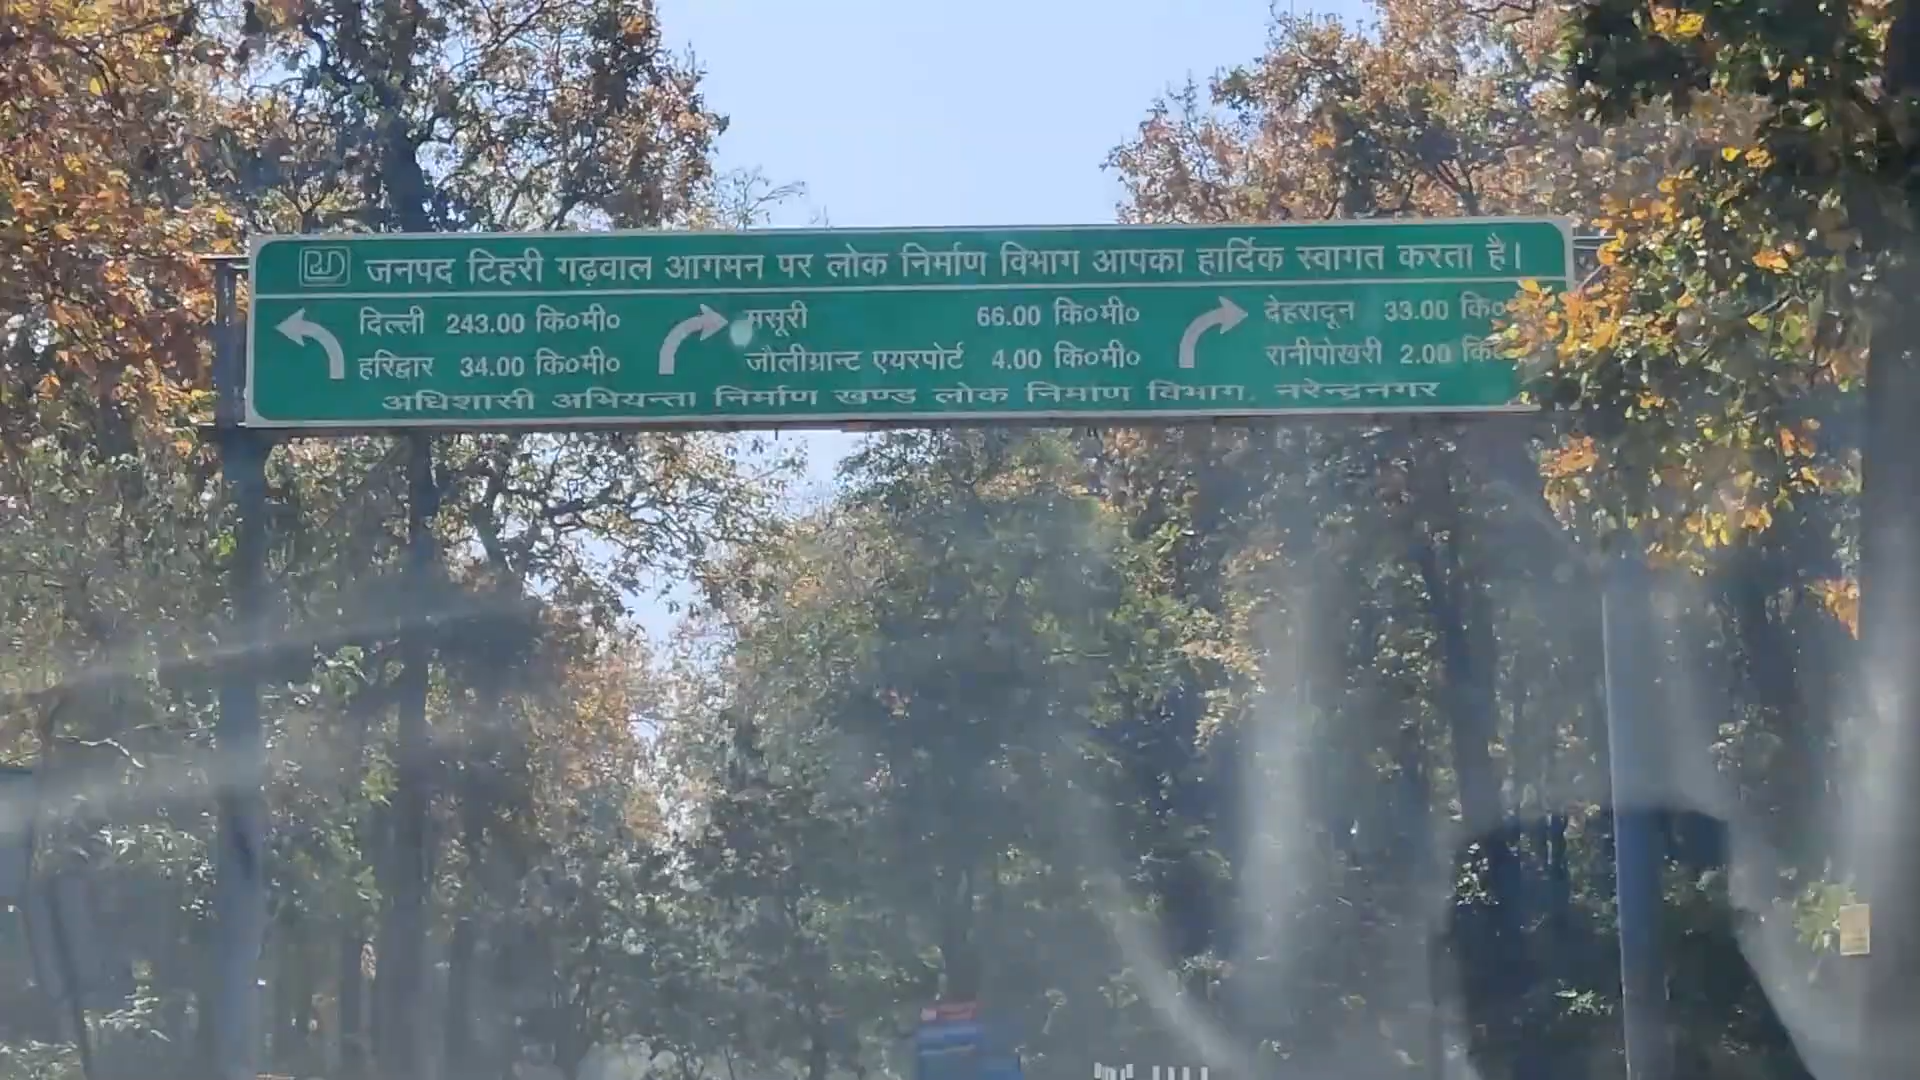 जनपद टिहरी गढ़वाल आगमन पर लोक निर्माण विभाग आपका हार्दिक स्वागत करता है।
दिल्ली 243.00 कि०मी०
हरिद्वार 34.00 कि०मी०
मसूरी 66.00 कि०मी०
जौलीग्रान्ट एयरपोर्ट 4.00 कि०मी०
देहरादून 33.00 कि०
रानीपोखरी 2.00
अधिशासी अभियन्ता निर्माण खण्ड लोक निर्माण विभाग, नरेन्द्रनगर